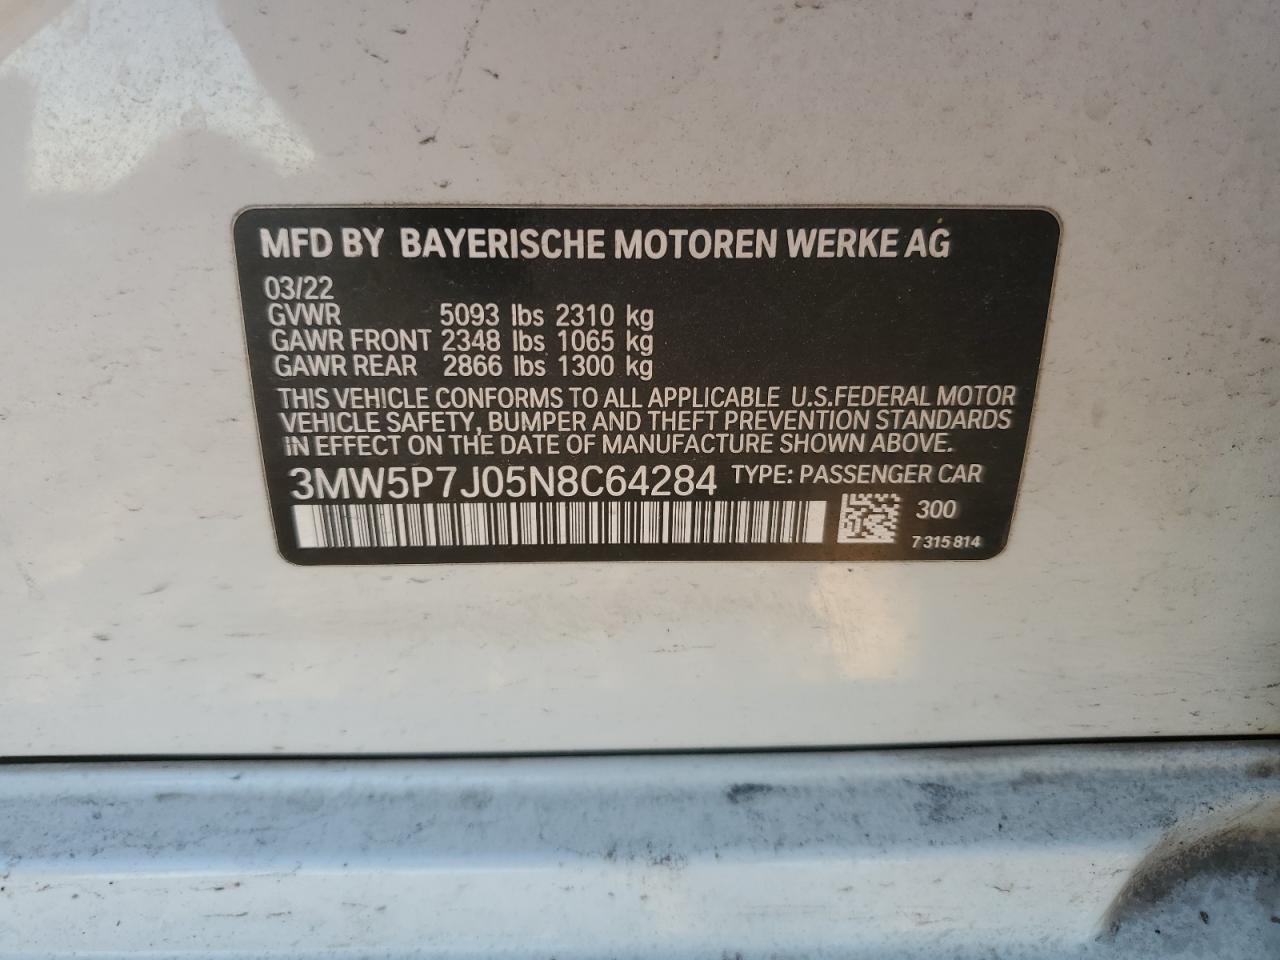 MFD BY BAYERISCHE MOTOREN WERKE AG
03/22
GVWR 5093 lbs 2310 kg
GAWR FRONT 2348 lbs 1065 kg
GAWR REAR 2866 lbs 1300 kg
THIS VEHICLE CONFORMS TO ALL APPLICABLE U.S.FEDERAL MOTOR
VEHICLE SAFETY, BUMPER AND THEFT PREVENTION STANDARDS
IN EFFECT ON THE DATE OF MANUFACTURE SHOWN ABOVE.
3MW5P7J05N8C64284 TYPE: PASSENGER CAR
300
7 315 814